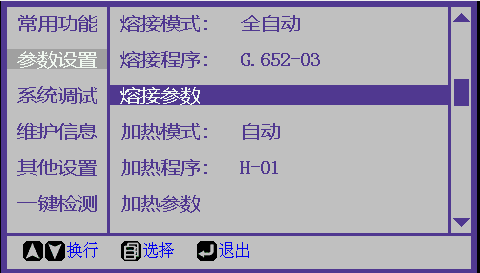 常用功能 熔接模式: 全自动
参数设置 熔接程序: G.652-03
系统调试 熔接参数
维护信息 加热模式: 自动
其他设置 加热程序: H-01
一键检测 加热参数
换行 选择 退出